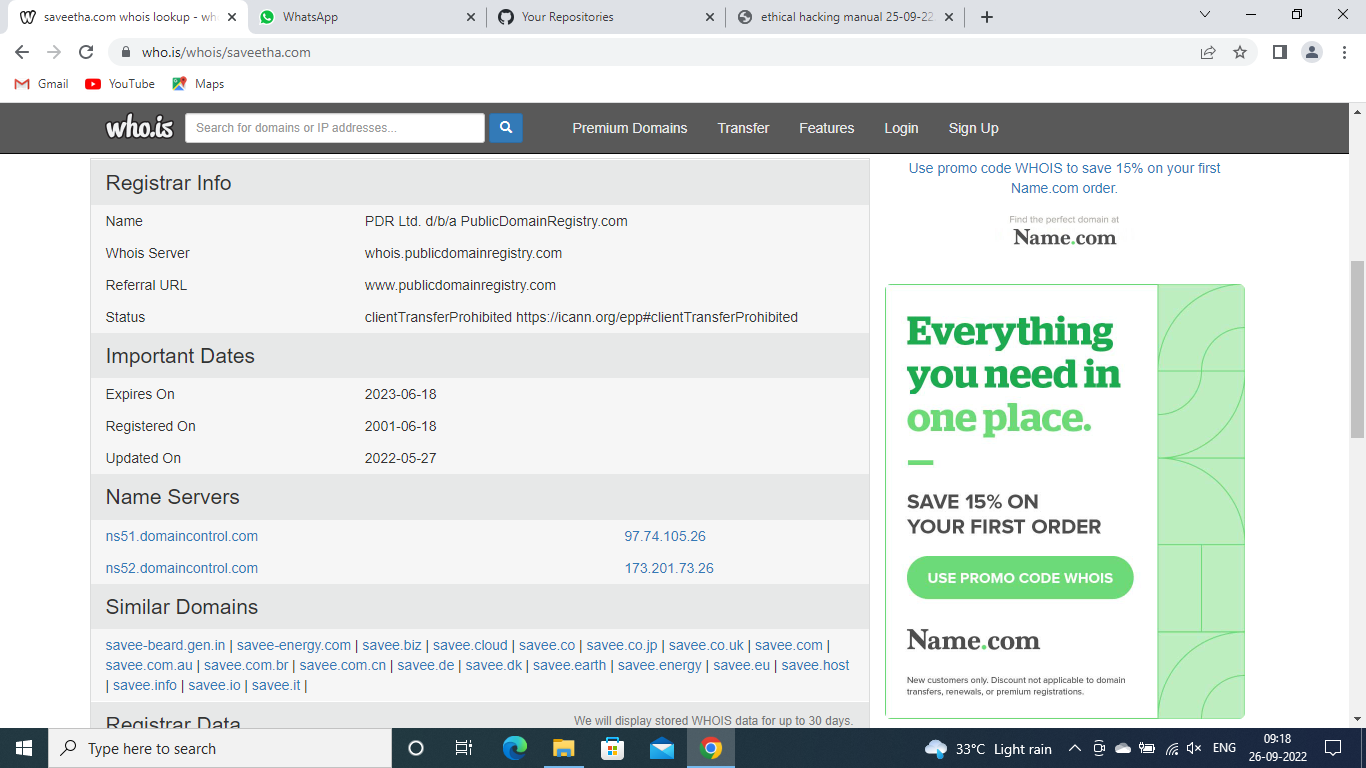 saveetha.com whois lookup - wh
WhatsApp
Your Repositories
ethical hacking manual 25-09-22
who.is/whois/saveetha.com
Gmail
YouTube
Maps
who.is
Search for domains or IP addresses...
Premium Domains
Transfer
Features
Login
Sign Up
Registrar Info
Name PDR Ltd. d/b/a PublicDomainRegistry.com
Whois Server whois.publicdomainregistry.com
Referral URL www.publicdomainregistry.com
Status clientTransferProhibited https://icann.org/epp#clientTransferProhibited
Important Dates
Expires On 2023-06-18
Registered On 2001-06-18
Updated On 2022-05-27
Name Servers
ns51.domaincontrol.com 97.74.105.26
ns52.domaincontrol.com 173.201.73.26
Similar Domains
savee-beard.gen.in | savee-energy.com | savee.biz | savee.cloud | savee.co | savee.co.jp | savee.co.uk | savee.com |
savee.com.au | savee.com.br | savee.com.cn | savee.de | savee.dk | savee.earth | savee.energy | savee.eu | savee.host
| savee.info | savee.io | savee.it |
Registrar Data
We will display stored WHOIS data for up to 30 days.
Use promo code WHOIS to save 15% on your first
Name.com order.
Find the perfect domain at
Name.com
Everything
you need in
one place.
SAVE 15% ON
YOUR FIRST ORDER
USE PROMO CODE WHOIS
Name.com
New customers only. Discount not applicable to domain
transfers, renewals, or premium registrations.
Type here to search
33°C Light rain
ENG
09:18
26-09-2022